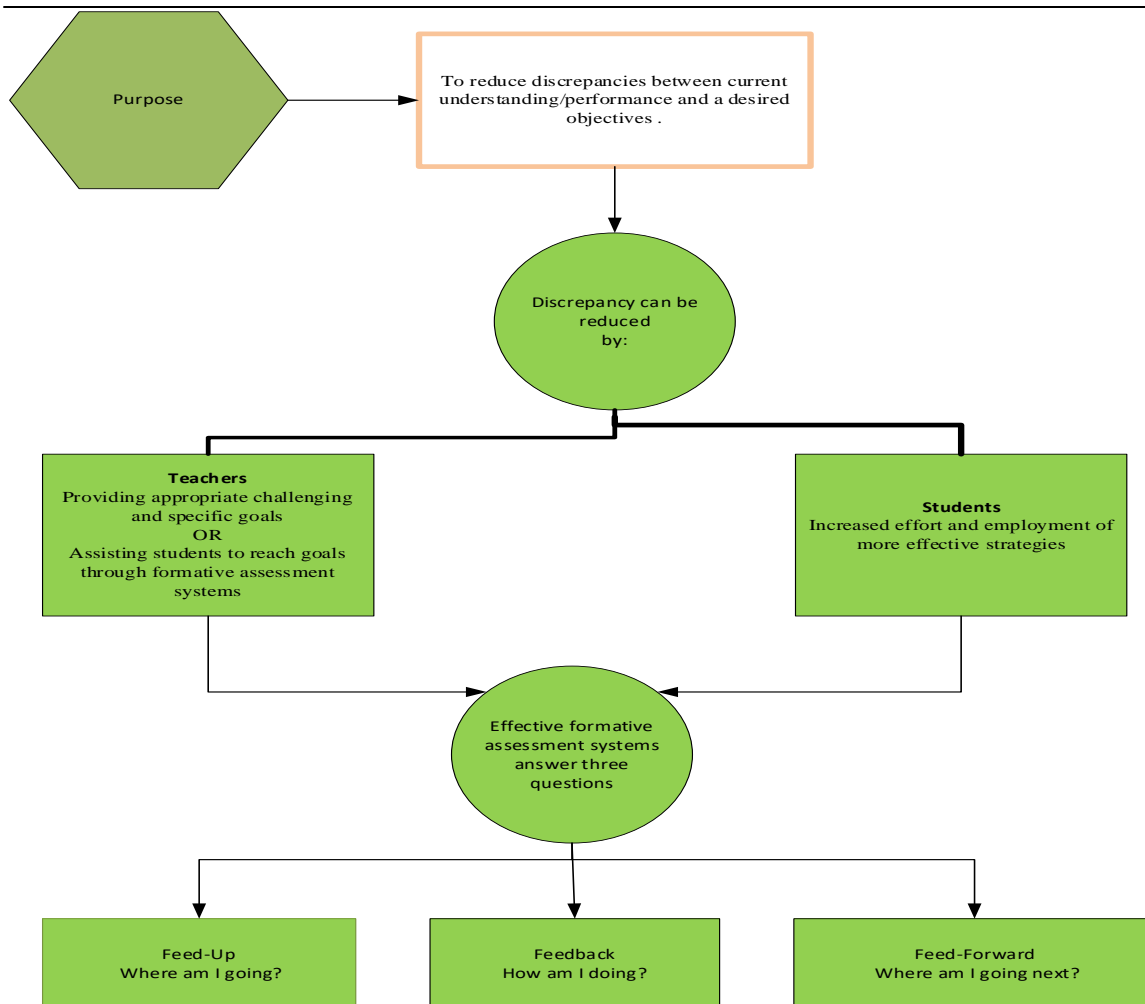 Purpose
To reduce discrepancies between current
understanding/performance and a desired
objectives .
Discrepancy can be
reduced
by:
Teachers
Providing appropriate challenging
and specific goals
OR
Assisting students to reach goals
through formative assessment
systems
Students
Increased effort and employment of
more effective strategies
Effective formative
assessment systems
answer three
questions
Feed-Up
Where am I going?
Feedback
How am I doing?
Feed-Forward
Where am I going next?